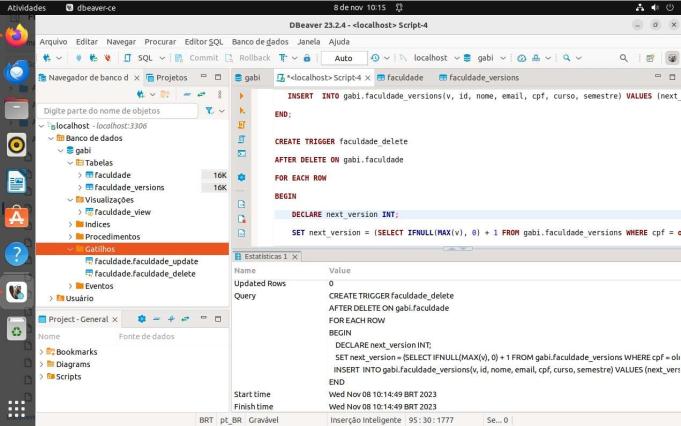 Atividades
dbeaver-ce
8 de nov 10:15
DBeaver 23.2.4 - <localhost> Script-4
Arquivo Editar Navegar Procurar Editor SQL Banco de dados Janela Ajuda
SQL Commit Rollback Auto localhost gabi
Navegador de banco d Projetos
gabi
*<localhost> Script-4
faculdade
faculdade_versions
Digite parte do nome de objetos
localhost - localhost:3306
Banco de dados
gabi
Tabelas
faculdade 16K
faculdade_versions 16K
Visualizações
faculdade_view
Indices
Procedimentos
Gatilhos
faculdade.faculdade_update
faculdade.faculdade_delete
Eventos
Usuário
INSERT INTO gabi.faculdade_versions(v, id, nome, email, cpf, curso, semestre) VALUES (next_
END;
CREATE TRIGGER faculdade_delete
AFTER DELETE ON gabi.faculdade
FOR EACH ROW
BEGIN
DECLARE next_version INT;
SET next_version = (SELECT IFNULL(MAX(v), 0) + 1 FROM gabi.faculdade_versions WHERE cpf = o
Estatísticas 1
Name Value
Updated Rows 0
Query CREATE TRIGGER faculdade_delete
AFTER DELETE ON gabi.faculdade
FOR EACH ROW
BEGIN
DECLARE next_version INT;
SET next_version = (SELECT IFNULL(MAX(v), 0) + 1 FROM gabi.faculdade_versions WHERE cpf = old
INSERT INTO gabi.faculdade_versions(v, id, nome, email, cpf, curso, semestre) VALUES (next_vers
END
Start time Wed Nov 08 10:14:49 BRT 2023
Finish time Wed Nov 08 10:14:49 BRT 2023
Project - General
Nome Fonte de dados
Bookmarks
Diagrams
Scripts
BRT pt_BR Gravável Inserção Inteligente 95 : 30 : 1777 Se... 0